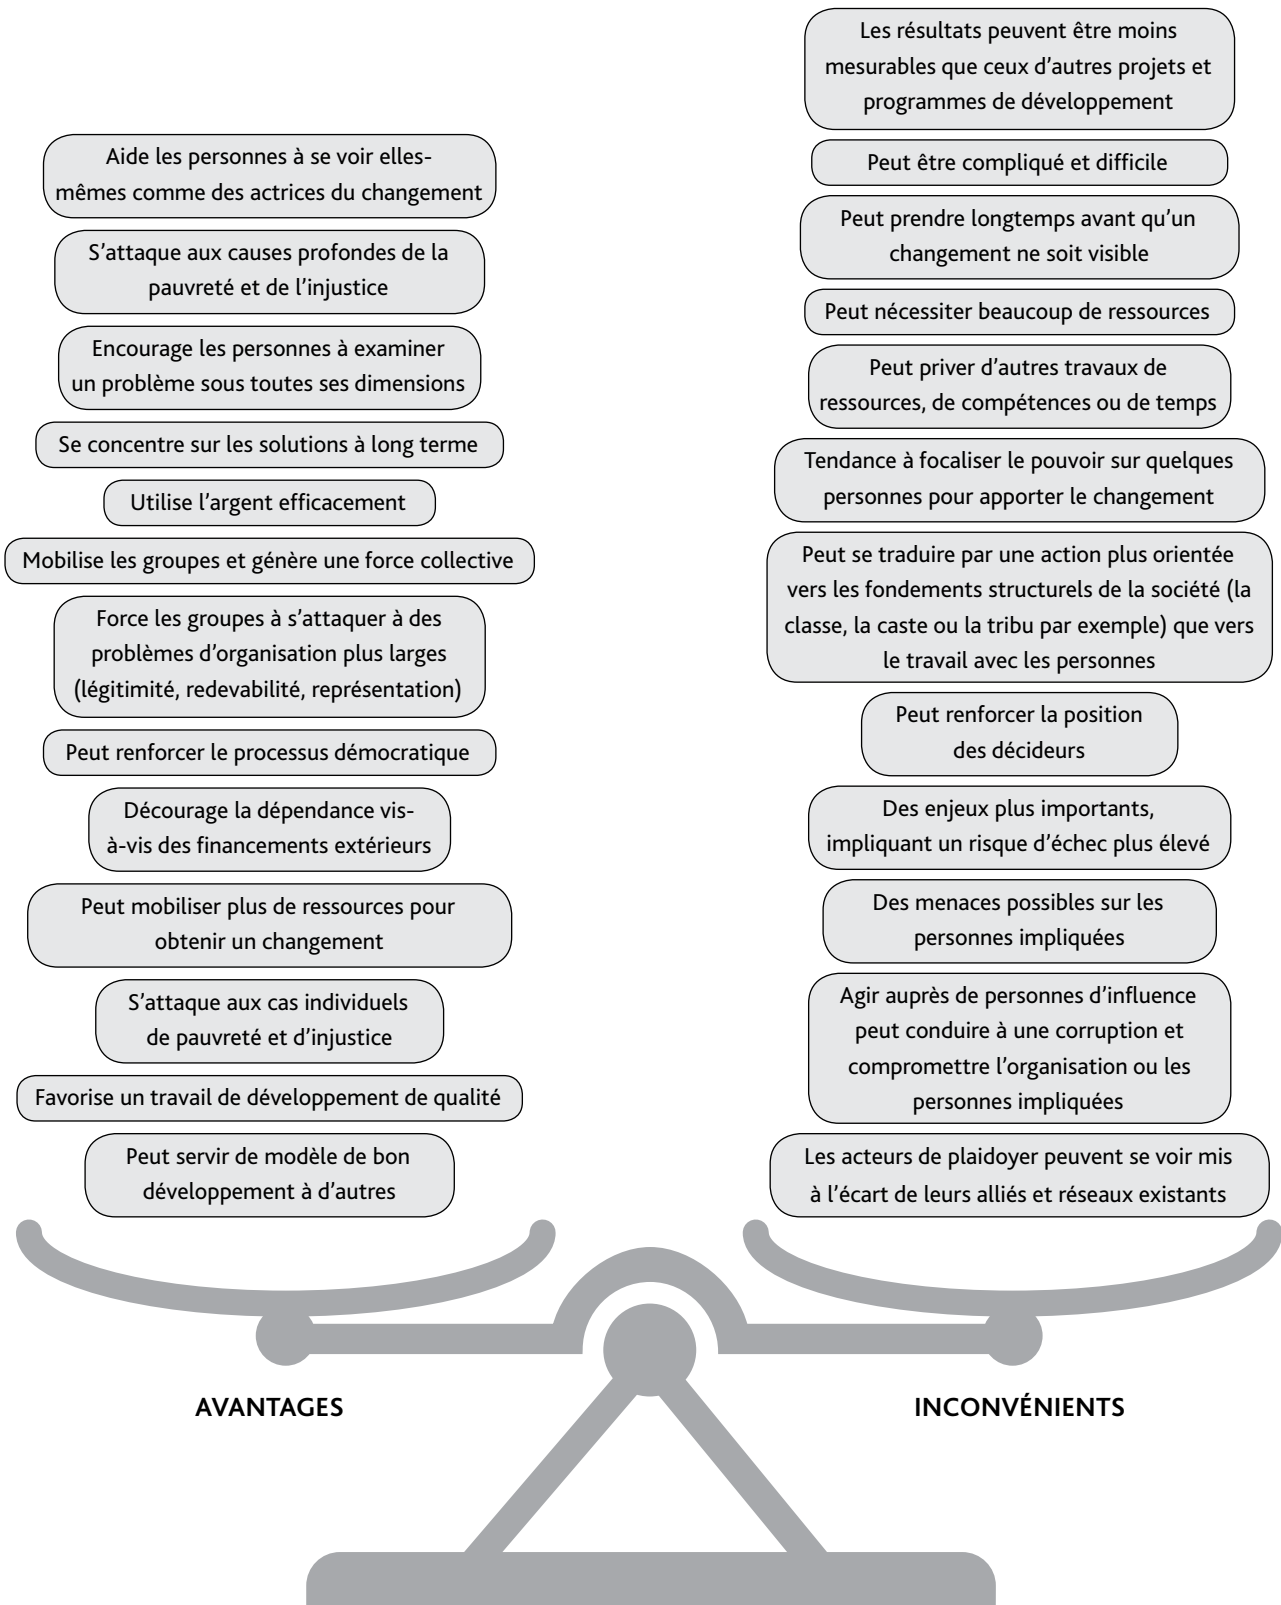 Aide les personnes à se voir elles-
mêmes comme des actrices du changement
S’attaque aux causes profondes de la
pauvreté et de l’injustice
Encourage les personnes à examiner
un problème sous toutes ses dimensions
Se concentre sur les solutions à long terme
Utilise l’argent efficacement
Mobilise les groupes et génère une force collective
Force les groupes à s’attaquer à des
problèmes d’organisation plus larges
(légitimité, redevabilité, représentation)
Peut renforcer le processus démocratique
Décourage la dépendance vis-
à-vis des financements extérieurs
Peut mobiliser plus de ressources pour
obtenir un changement
S’attaque aux cas individuels
de pauvreté et d’injustice
Favorise un travail de développement de qualité
Peut servir de modèle de bon
développement à d’autres
AVANTAGES
Les résultats peuvent être moins
mesurables que ceux d’autres projets et
programmes de développement
Peut être compliqué et difficile
Peut prendre longtemps avant qu’un
changement ne soit visible
Peut nécessiter beaucoup de ressources
Peut priver d’autres travaux de
ressources, de compétences ou de temps
Tendance à focaliser le pouvoir sur quelques
personnes pour apporter le changement
Peut se traduire par une action plus orientée
vers les fondements structurels de la société (la
classe, la caste ou la tribu par exemple) que vers
le travail avec les personnes
Peut renforcer la position
des décideurs
Des enjeux plus importants,
impliquant un risque d’échec plus élevé
Des menaces possibles sur les
personnes impliquées
Agir auprès de personnes d’influence
peut conduire à une corruption et
compromettre l’organisation ou les
personnes impliquées
Les acteurs de plaidoyer peuvent se voir mis
à l’écart de leurs alliés et réseaux existants
INCONVÉNIENTS